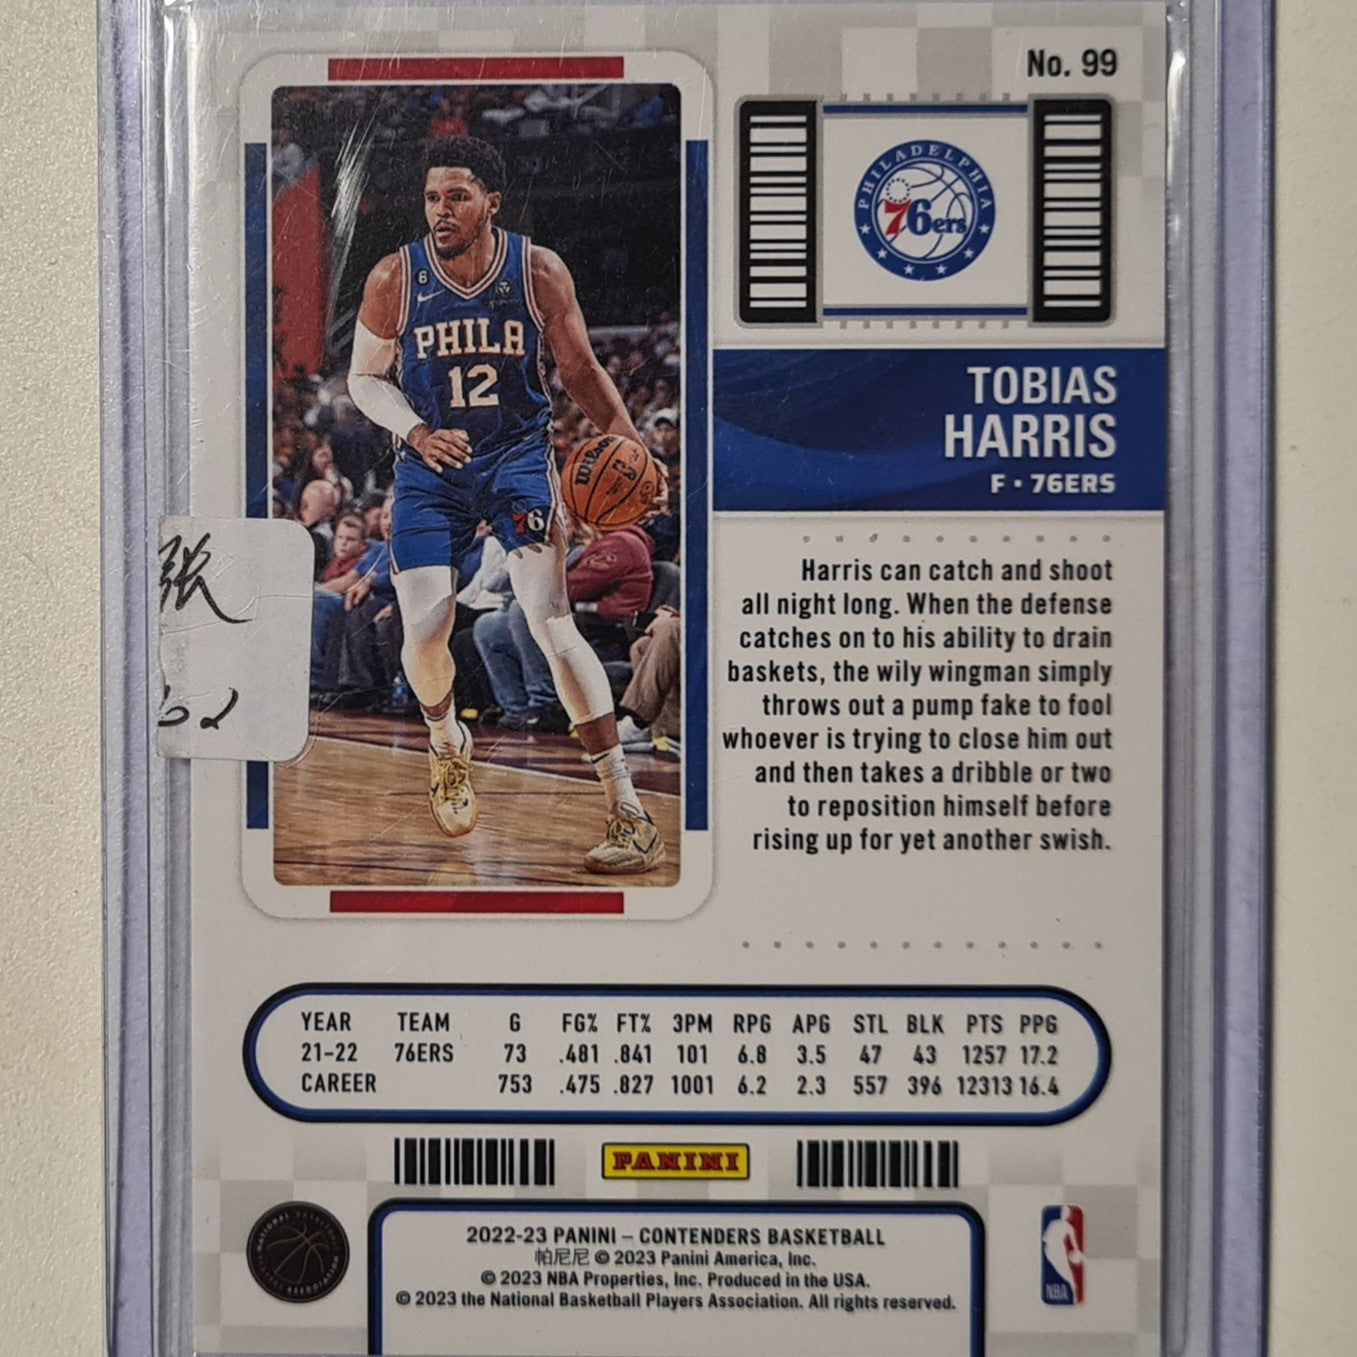 No. 99
PHILADELPHIA
76ers
6
PHILA
12
Wilson
76
TOBIAS
HARRIS
F • 76ERS
Harris can catch and shoot
all night long. When the defense
catches on to his ability to drain
baskets, the wily wingman simply
throws out a pump fake to fool
whoever is trying to close him out
and then takes a dribble or two
to reposition himself before
rising up for yet another swish.
张
YEAR TEAM G FG% FT% 3PM RPG APG STL BLK PTS PPG
21-22 76ERS 73 .481 .841 101 6.8 3.5 47 43 1257 17.2
CAREER 753 .475 .827 1001 6.2 2.3 557 396 12313 16.4
PANINI
2022-23 PANINI – CONTENDERS BASKETBALL
帕尼尼 © 2023 Panini America, Inc.
© 2023 NBA Properties, Inc. Produced in the USA.
© 2023 the National Basketball Players Association. All rights reserved.
NBA